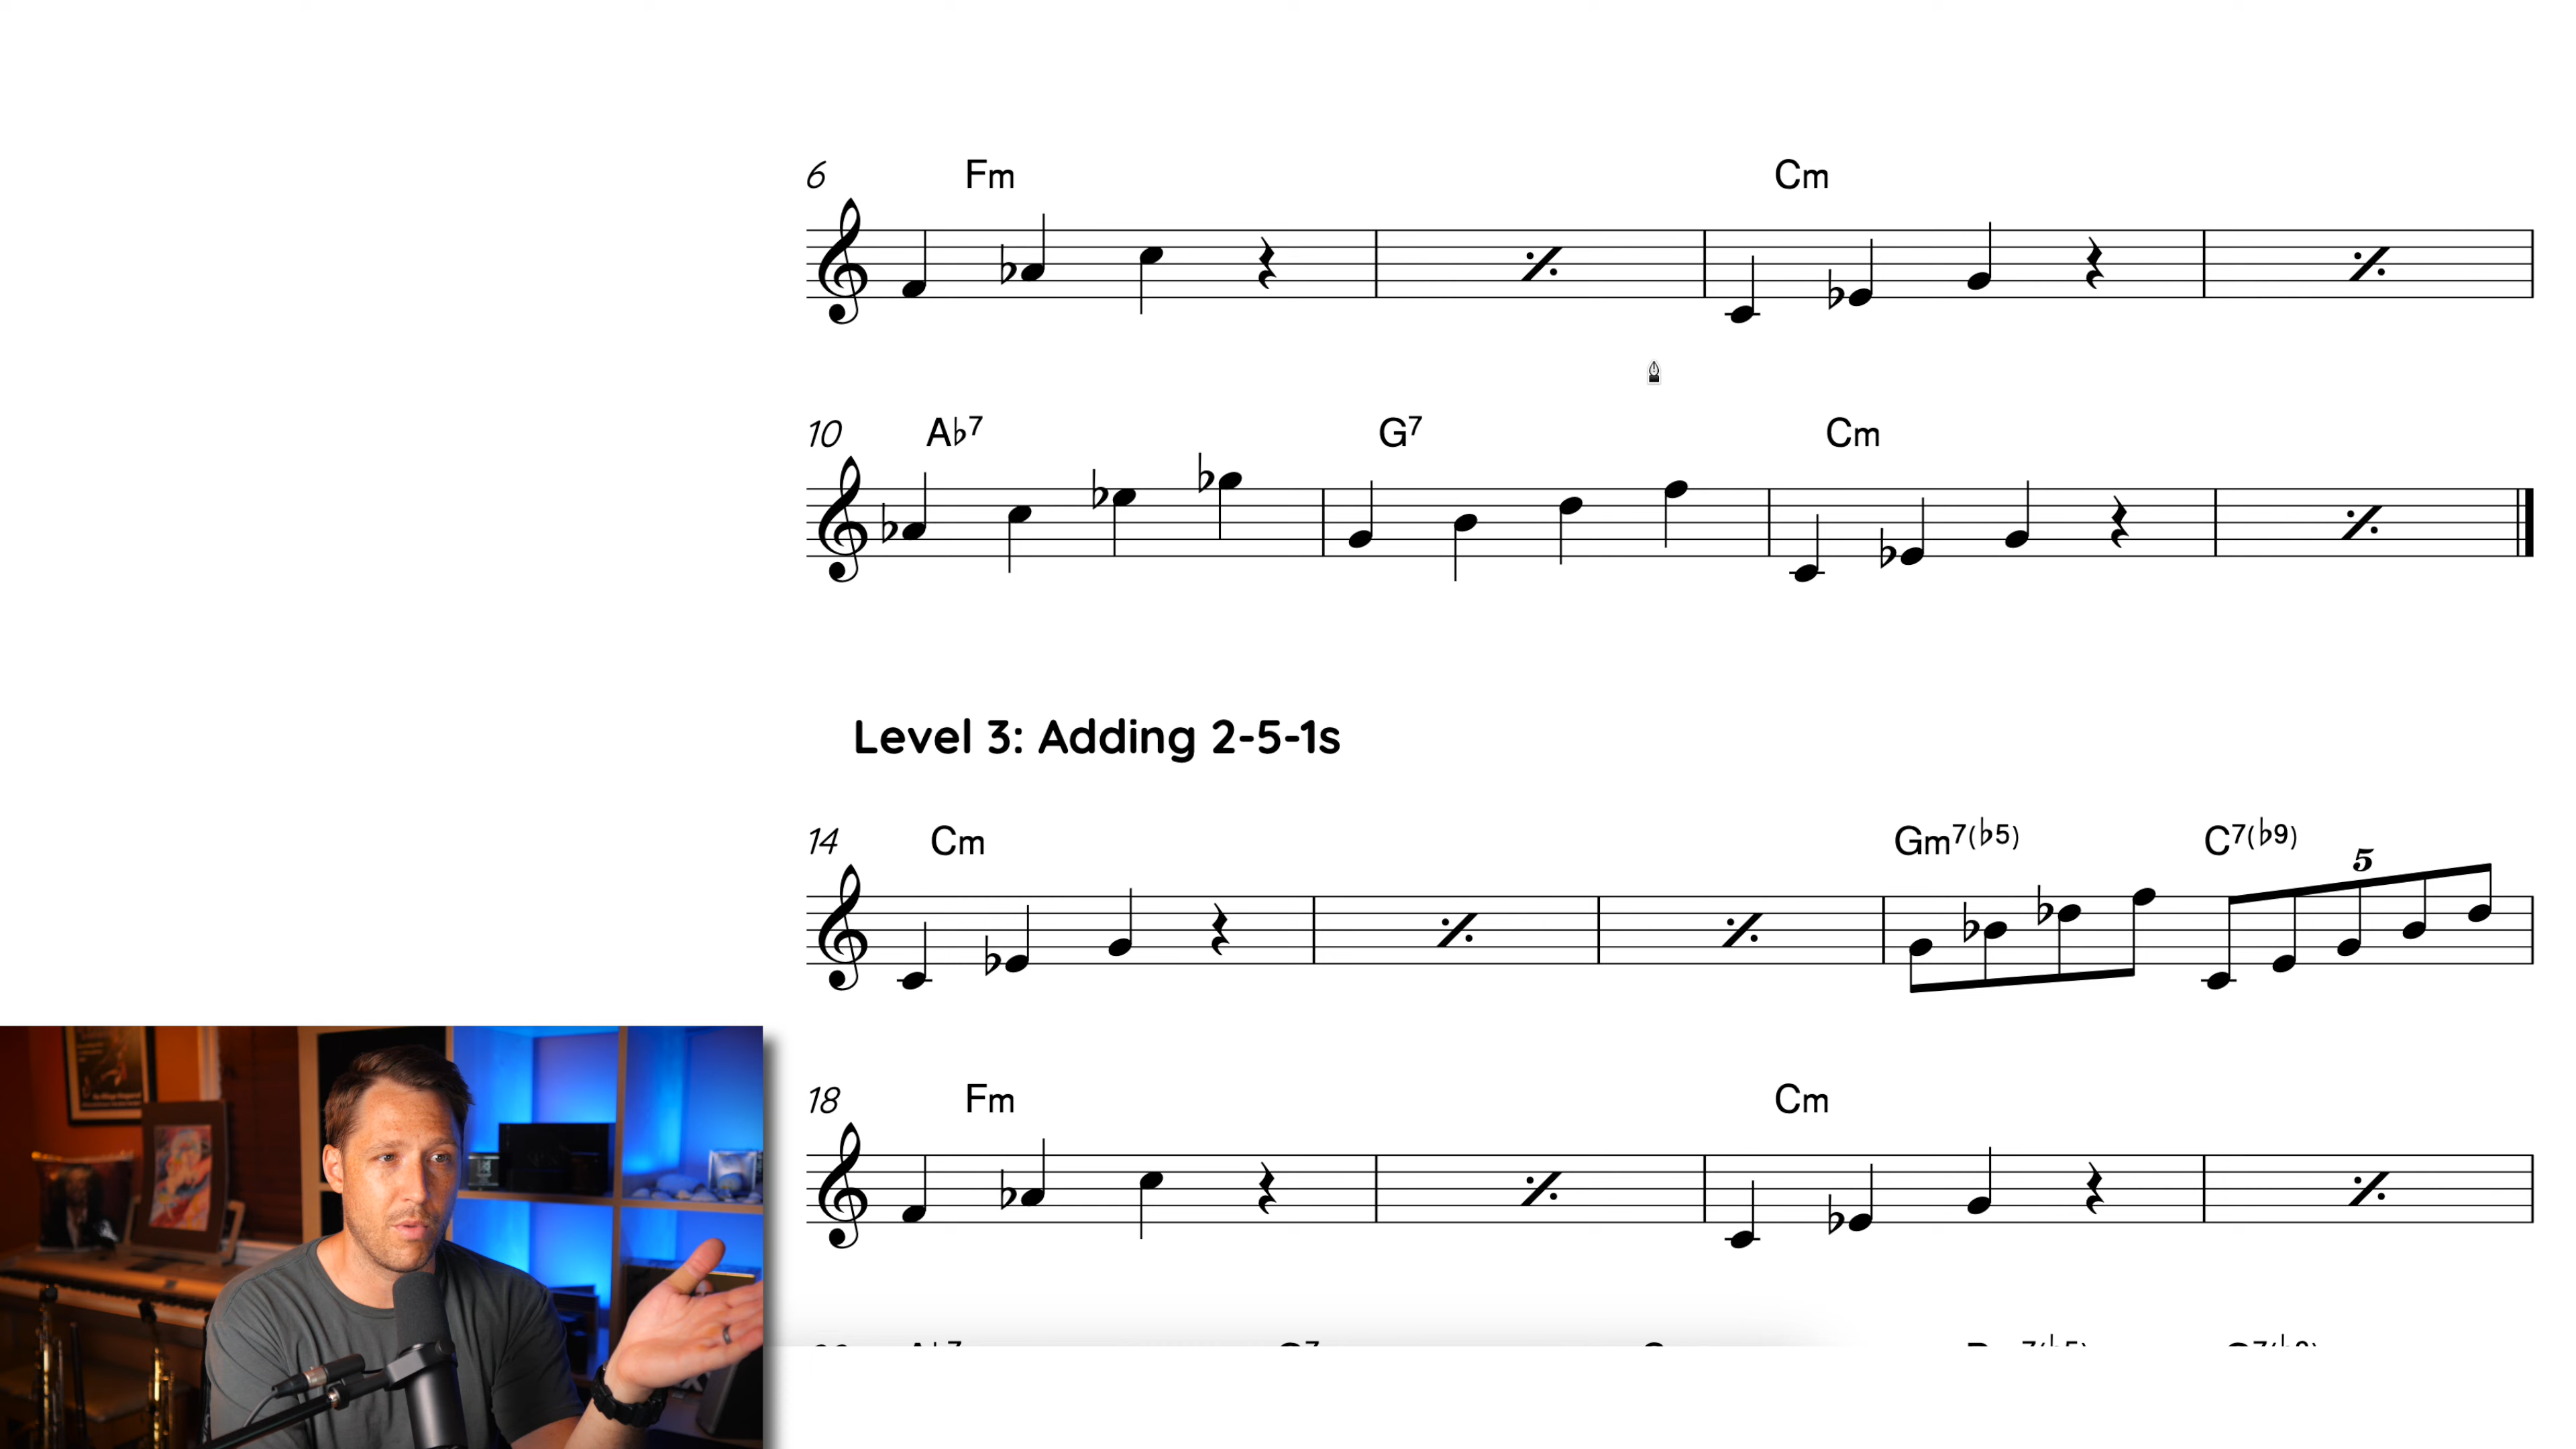 6 Fm Cm
10 A♭7 G7 Cm
Level 3: Adding 2-5-1s
14 Cm Gm7(♭5) C7(♭9)
5
18 Fm Cm